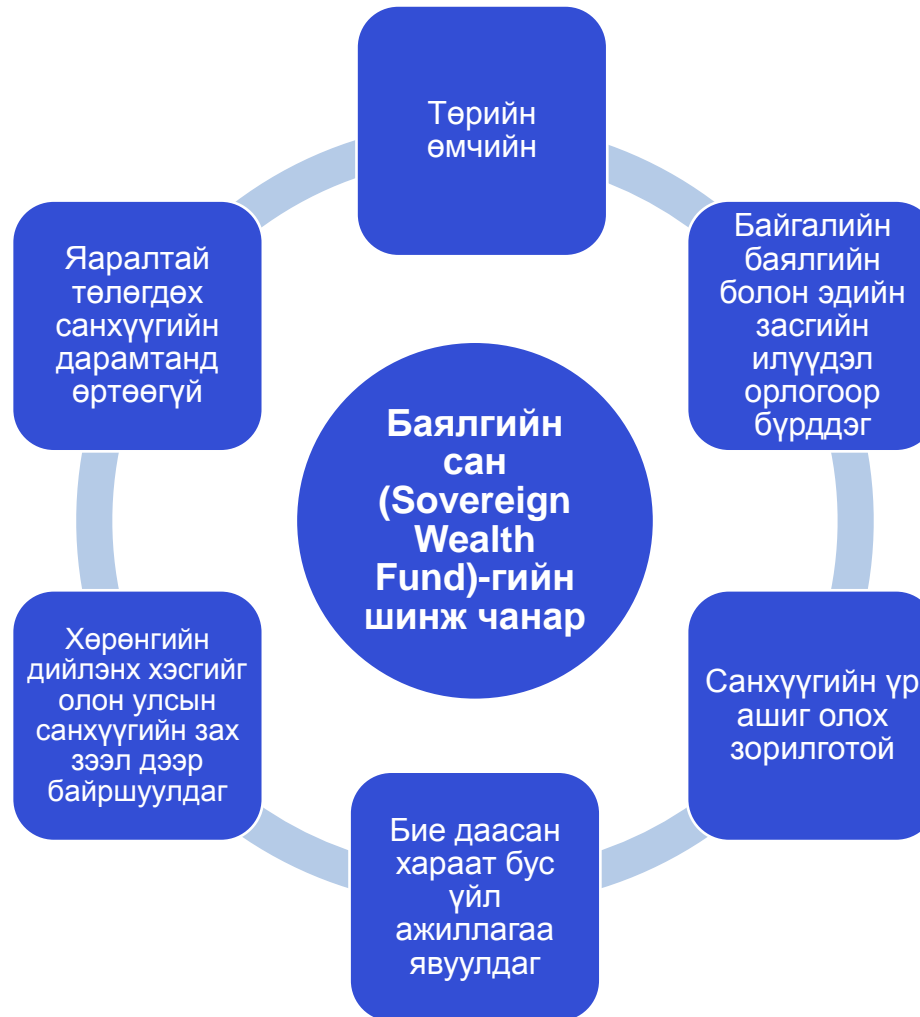 Төрийн
өмчийн
Байгалийн
баялгийн
болон эдийн
засгийн
илүүдэл
орлогоор
бүрддэг
Санхүүгийн үр
ашиг олох
зорилготой
Бие даасан
хараат бус
үйл
ажиллагаа
явуулдаг
Хөрөнгийн
дийлэнх хэсгийг
олон улсын
санхүүгийн зах
зээл дээр
байршуулдаг
Яаралтай
төлөгдөх
санхүүгийн
дарамтанд
өртөөгүй
Баялгийн
сан
(Sovereign
Wealth
Fund)-гийн
шинж чанар